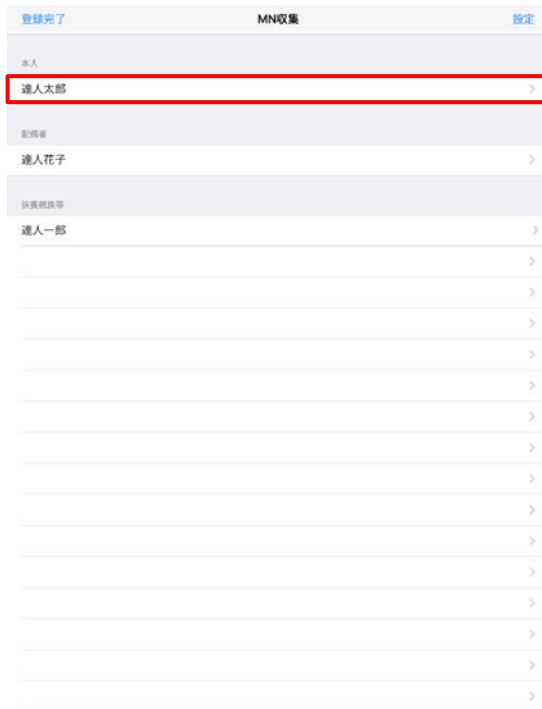 登録完了 MN収集 設定
本人
達人太郎
配偶者
達人花子
扶養親族等
達人一郎